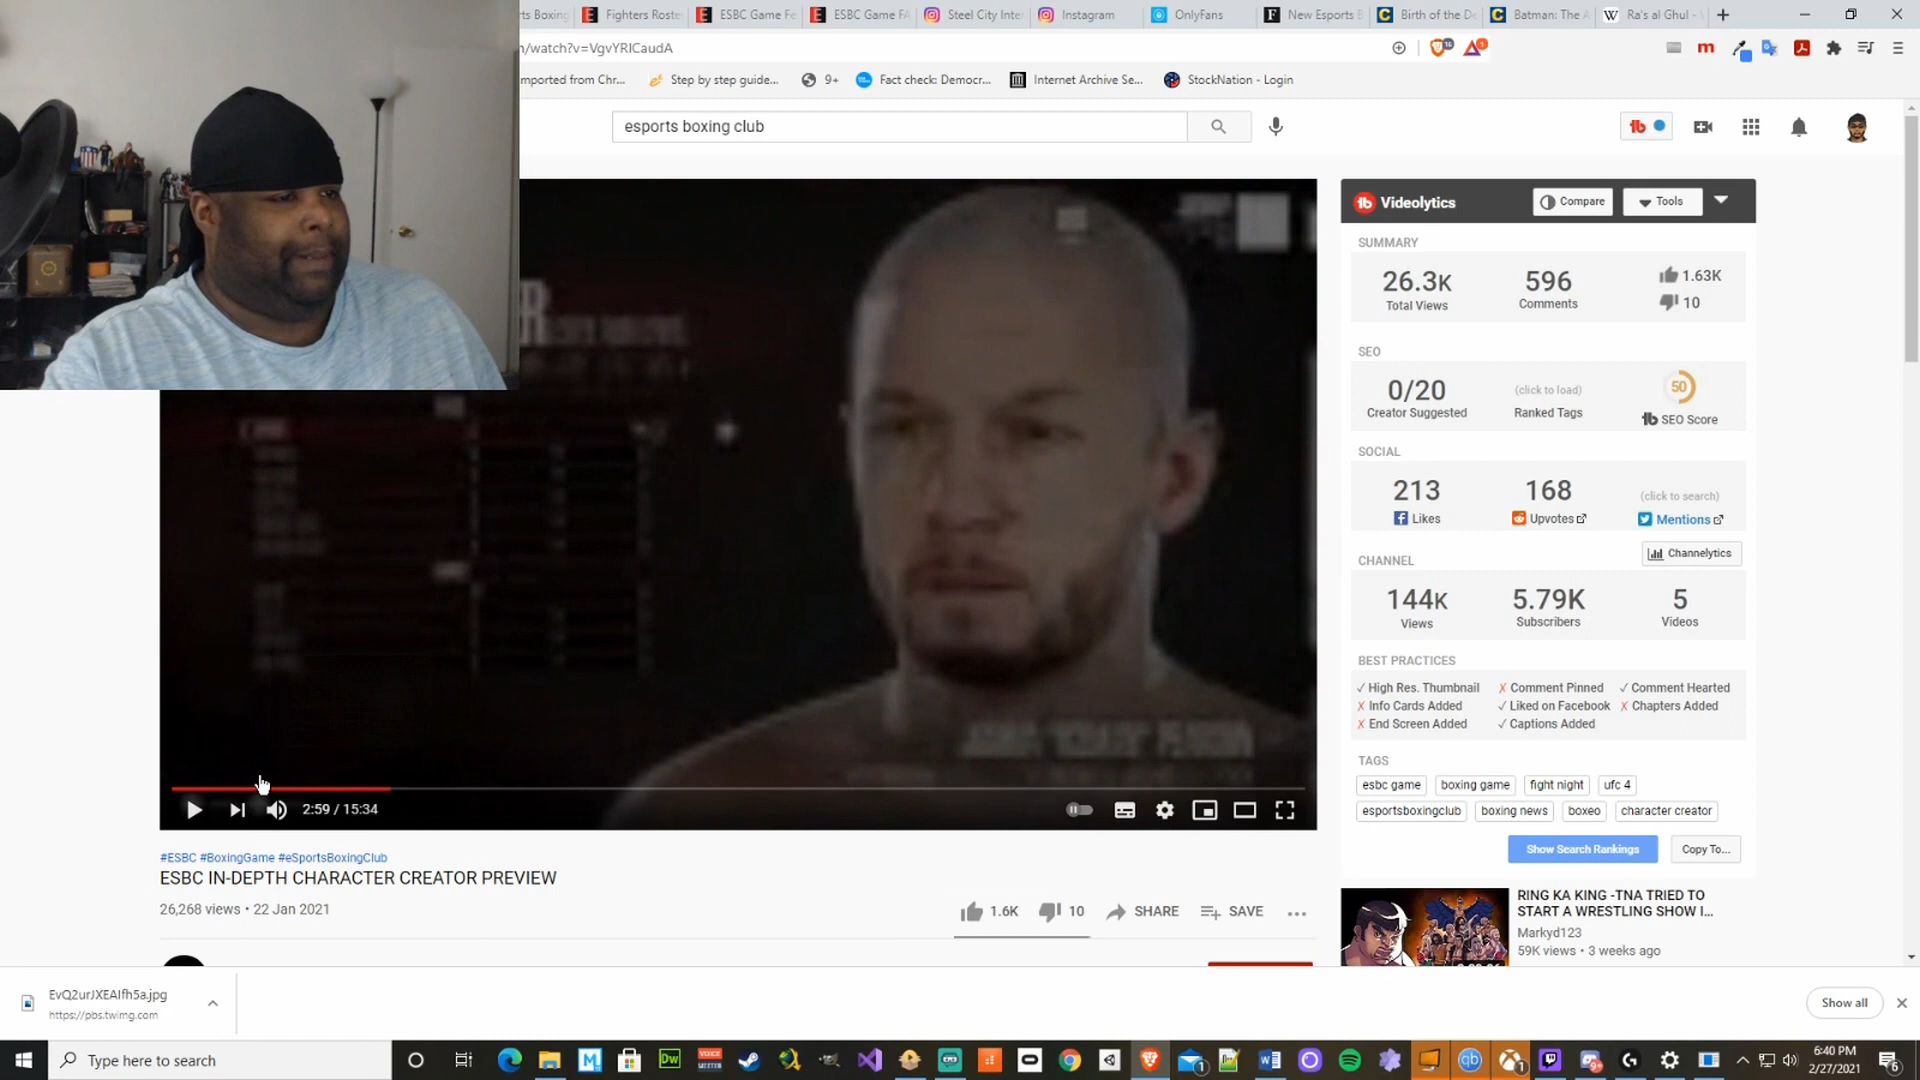 rts Boxing
Fighters Roste
ESBC Game Fe
ESBC Game FA
Steel City Inte
Instagram
OnlyFans
New Esports B
Birth of the De
Batman: The A
Ra's al Ghul -
n/watch?v=VgvYRICaudA
mported from Chr...
Step by step guide...
9+
Fact check: Democr...
Internet Archive Se...
StockNation - Login
esports boxing club
Videolytics
Compare
Tools
SUMMARY
26.3K
Total Views
596
Comments
1.63K
10
SEO
0/20
Creator Suggested
(click to load)
Ranked Tags
50
SEO Score
SOCIAL
213
Likes
168
Upvotes
(click to search)
Mentions
CHANNEL
Channelytics
144K
Views
5.79K
Subscribers
5
Videos
BEST PRACTICES
✓ High Res. Thumbnail
✗ Comment Pinned
✓ Comment Hearted
✗ Info Cards Added
✓ Liked on Facebook
✗ Chapters Added
✗ End Screen Added
✓ Captions Added
TAGS
esbc game
boxing game
fight night
ufc 4
esportsboxingclub
boxing news
boxeo
character creator
Show Search Rankings
Copy To...
2:59 / 15:34
#ESBC #BoxingGame #eSportsBoxingClub
ESBC IN-DEPTH CHARACTER CREATOR PREVIEW
26,268 views • 22 Jan 2021
1.6K
10
SHARE
SAVE
RING KA KING -TNA TRIED TO
START A WRESTLING SHOW I...
Markyd123
59K views • 3 weeks ago
EvQ2urJXEAIfh5a.jpg
https://pbs.twimg.com
Show all
Type here to search
6:40 PM
2/27/2021